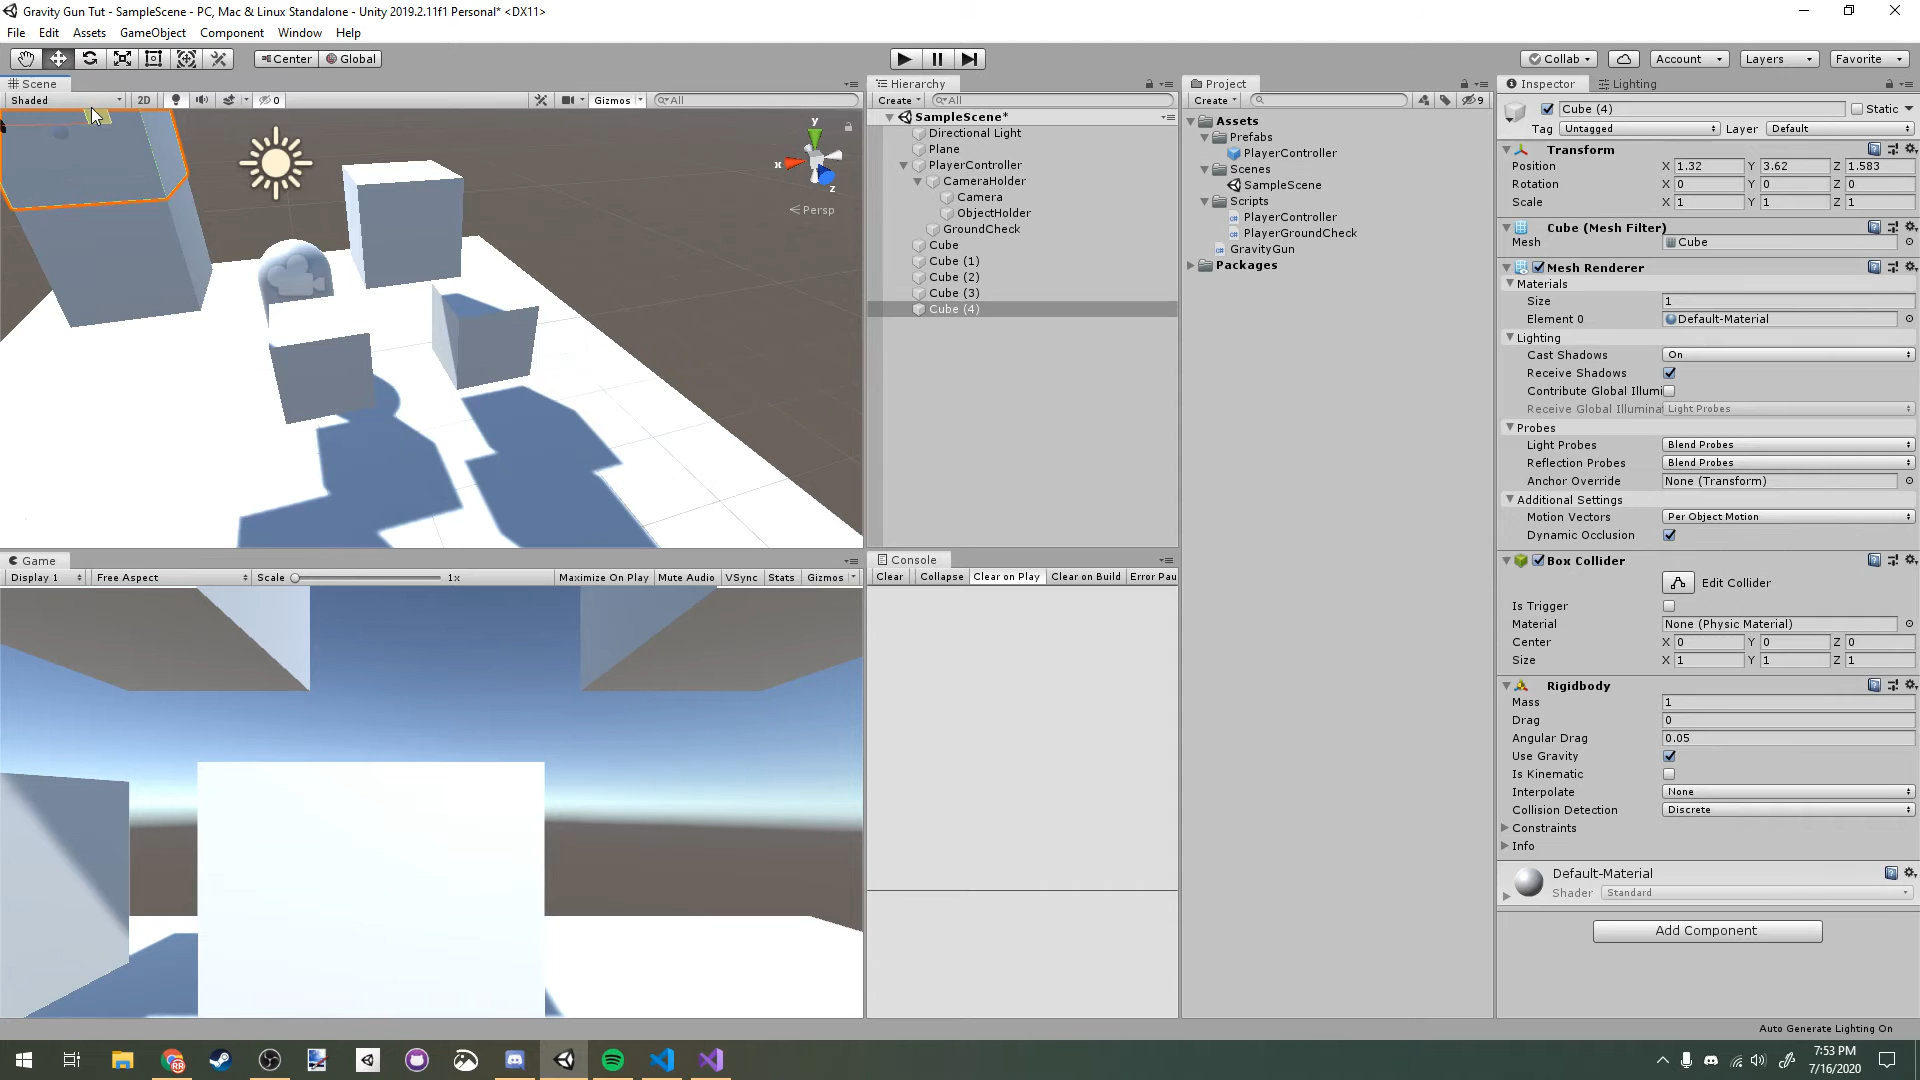 Gravity Gun Tut - SampleScene - PC, Mac & Linux Standalone - Unity 2019.2.11f1 Personal* <DX11>
File Edit Assets GameObject Component Window Help
Center Global Collab Account Layers Favorite
Scene
Shaded 2D 0 Gizmos All
y
x
z
Persp
Hierarchy
Create All
SampleScene*
Directional Light
Plane
PlayerController
CameraHolder
Camera
ObjectHolder
GroundCheck
Cube
Cube (1)
Cube (2)
Cube (3)
Cube (4)
Project
Create 9
Assets
Prefabs
PlayerController
Scenes
SampleScene
Scripts
PlayerController
PlayerGroundCheck
GravityGun
Packages
Inspector Lighting
Cube (4) Static
Tag Untagged Layer Default
Transform
Position X 1.32 Y 3.62 Z 1.583
Rotation X 0 Y 0 Z 0
Scale X 1 Y 1 Z 1
Cube (Mesh Filter)
Mesh Cube
Mesh Renderer
Materials
Size 1
Element 0 Default-Material
Lighting
Cast Shadows On
Receive Shadows
Contribute Global Illumi
Receive Global Illumina Light Probes
Probes
Light Probes Blend Probes
Reflection Probes Blend Probes
Anchor Override None (Transform)
Additional Settings
Motion Vectors Per Object Motion
Dynamic Occlusion
Box Collider
Edit Collider
Is Trigger
Material None (Physic Material)
Center X 0 Y 0 Z 0
Size X 1 Y 1 Z 1
Rigidbody
Mass 1
Drag 0
Angular Drag 0.05
Use Gravity
Is Kinematic
Interpolate None
Collision Detection Discrete
Constraints
Info
Default-Material
Shader Standard
Add Component
Game
Display 1 Free Aspect Scale 1x Maximize On Play Mute Audio VSync Stats Gizmos
Console
Clear Collapse Clear on Play Clear on Build Error Pau
Auto Generate Lighting On
RR
7:53 PM
7/16/2020